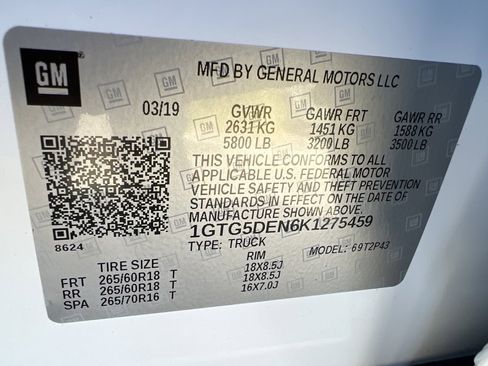 GM
MFD BY GENERAL MOTORS LLC
03/19 GVWR GAWR FRT GAWR RR
2631 KG 1451 KG 1588 KG
5800 LB 3200 LB 3500 LB
THIS VEHICLE CONFORMS TO ALL
APPLICABLE U.S. FEDERAL MOTOR
VEHICLE SAFETY AND THEFT PREVENTION
STANDARDS IN EFFECT ON THE DATE OF
MANUFACTURE SHOWN ABOVE.
8624 1GTG5DEN6K1275459
TYPE: TRUCK MODEL: 69T2P43
TIRE SIZE RIM
FRT 265/60R18 T 18X8.5J
RR 265/60R18 T 18X8.5J
SPA 265/70R16 T 16X7.0J